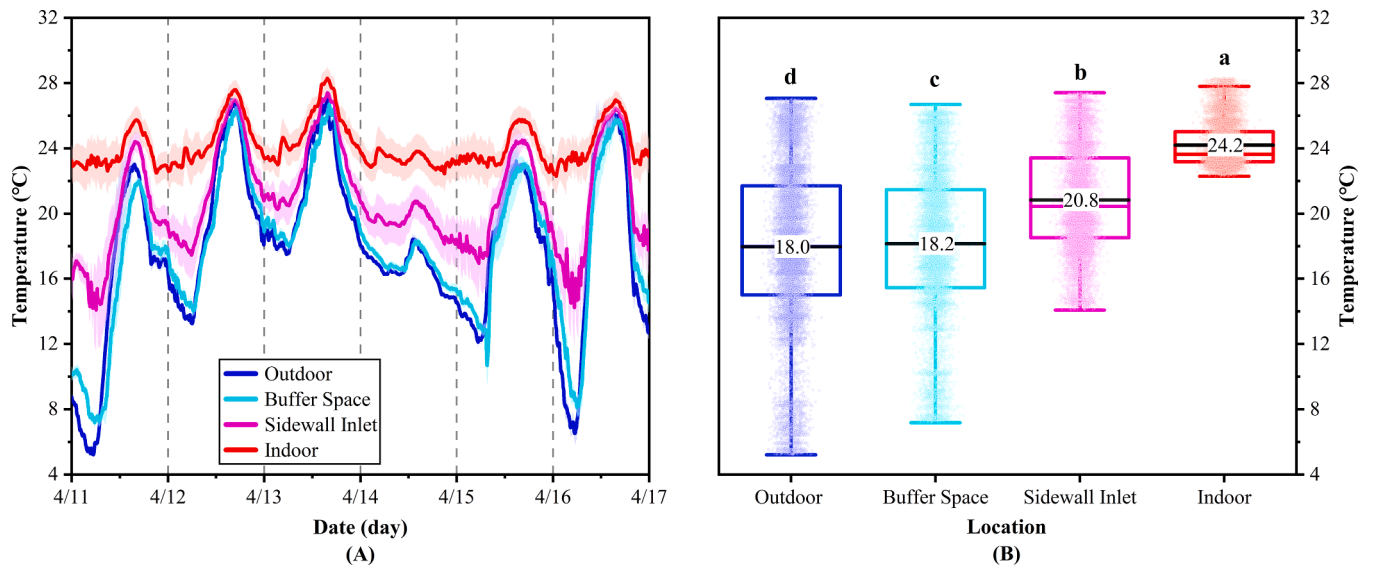 32
28
24
20
16
12
8
4
Temperature (℃)
Outdoor
Buffer Space
Sidewall Inlet
Indoor
4/11
4/12
4/13
4/14
4/15
4/16
4/17
Date (day)
(A)
d
c
b
a
18.0
18.2
20.8
24.2
32
28
24
20
16
12
8
4
Temperature (℃)
Outdoor
Buffer Space
Sidewall Inlet
Indoor
Location
(B)